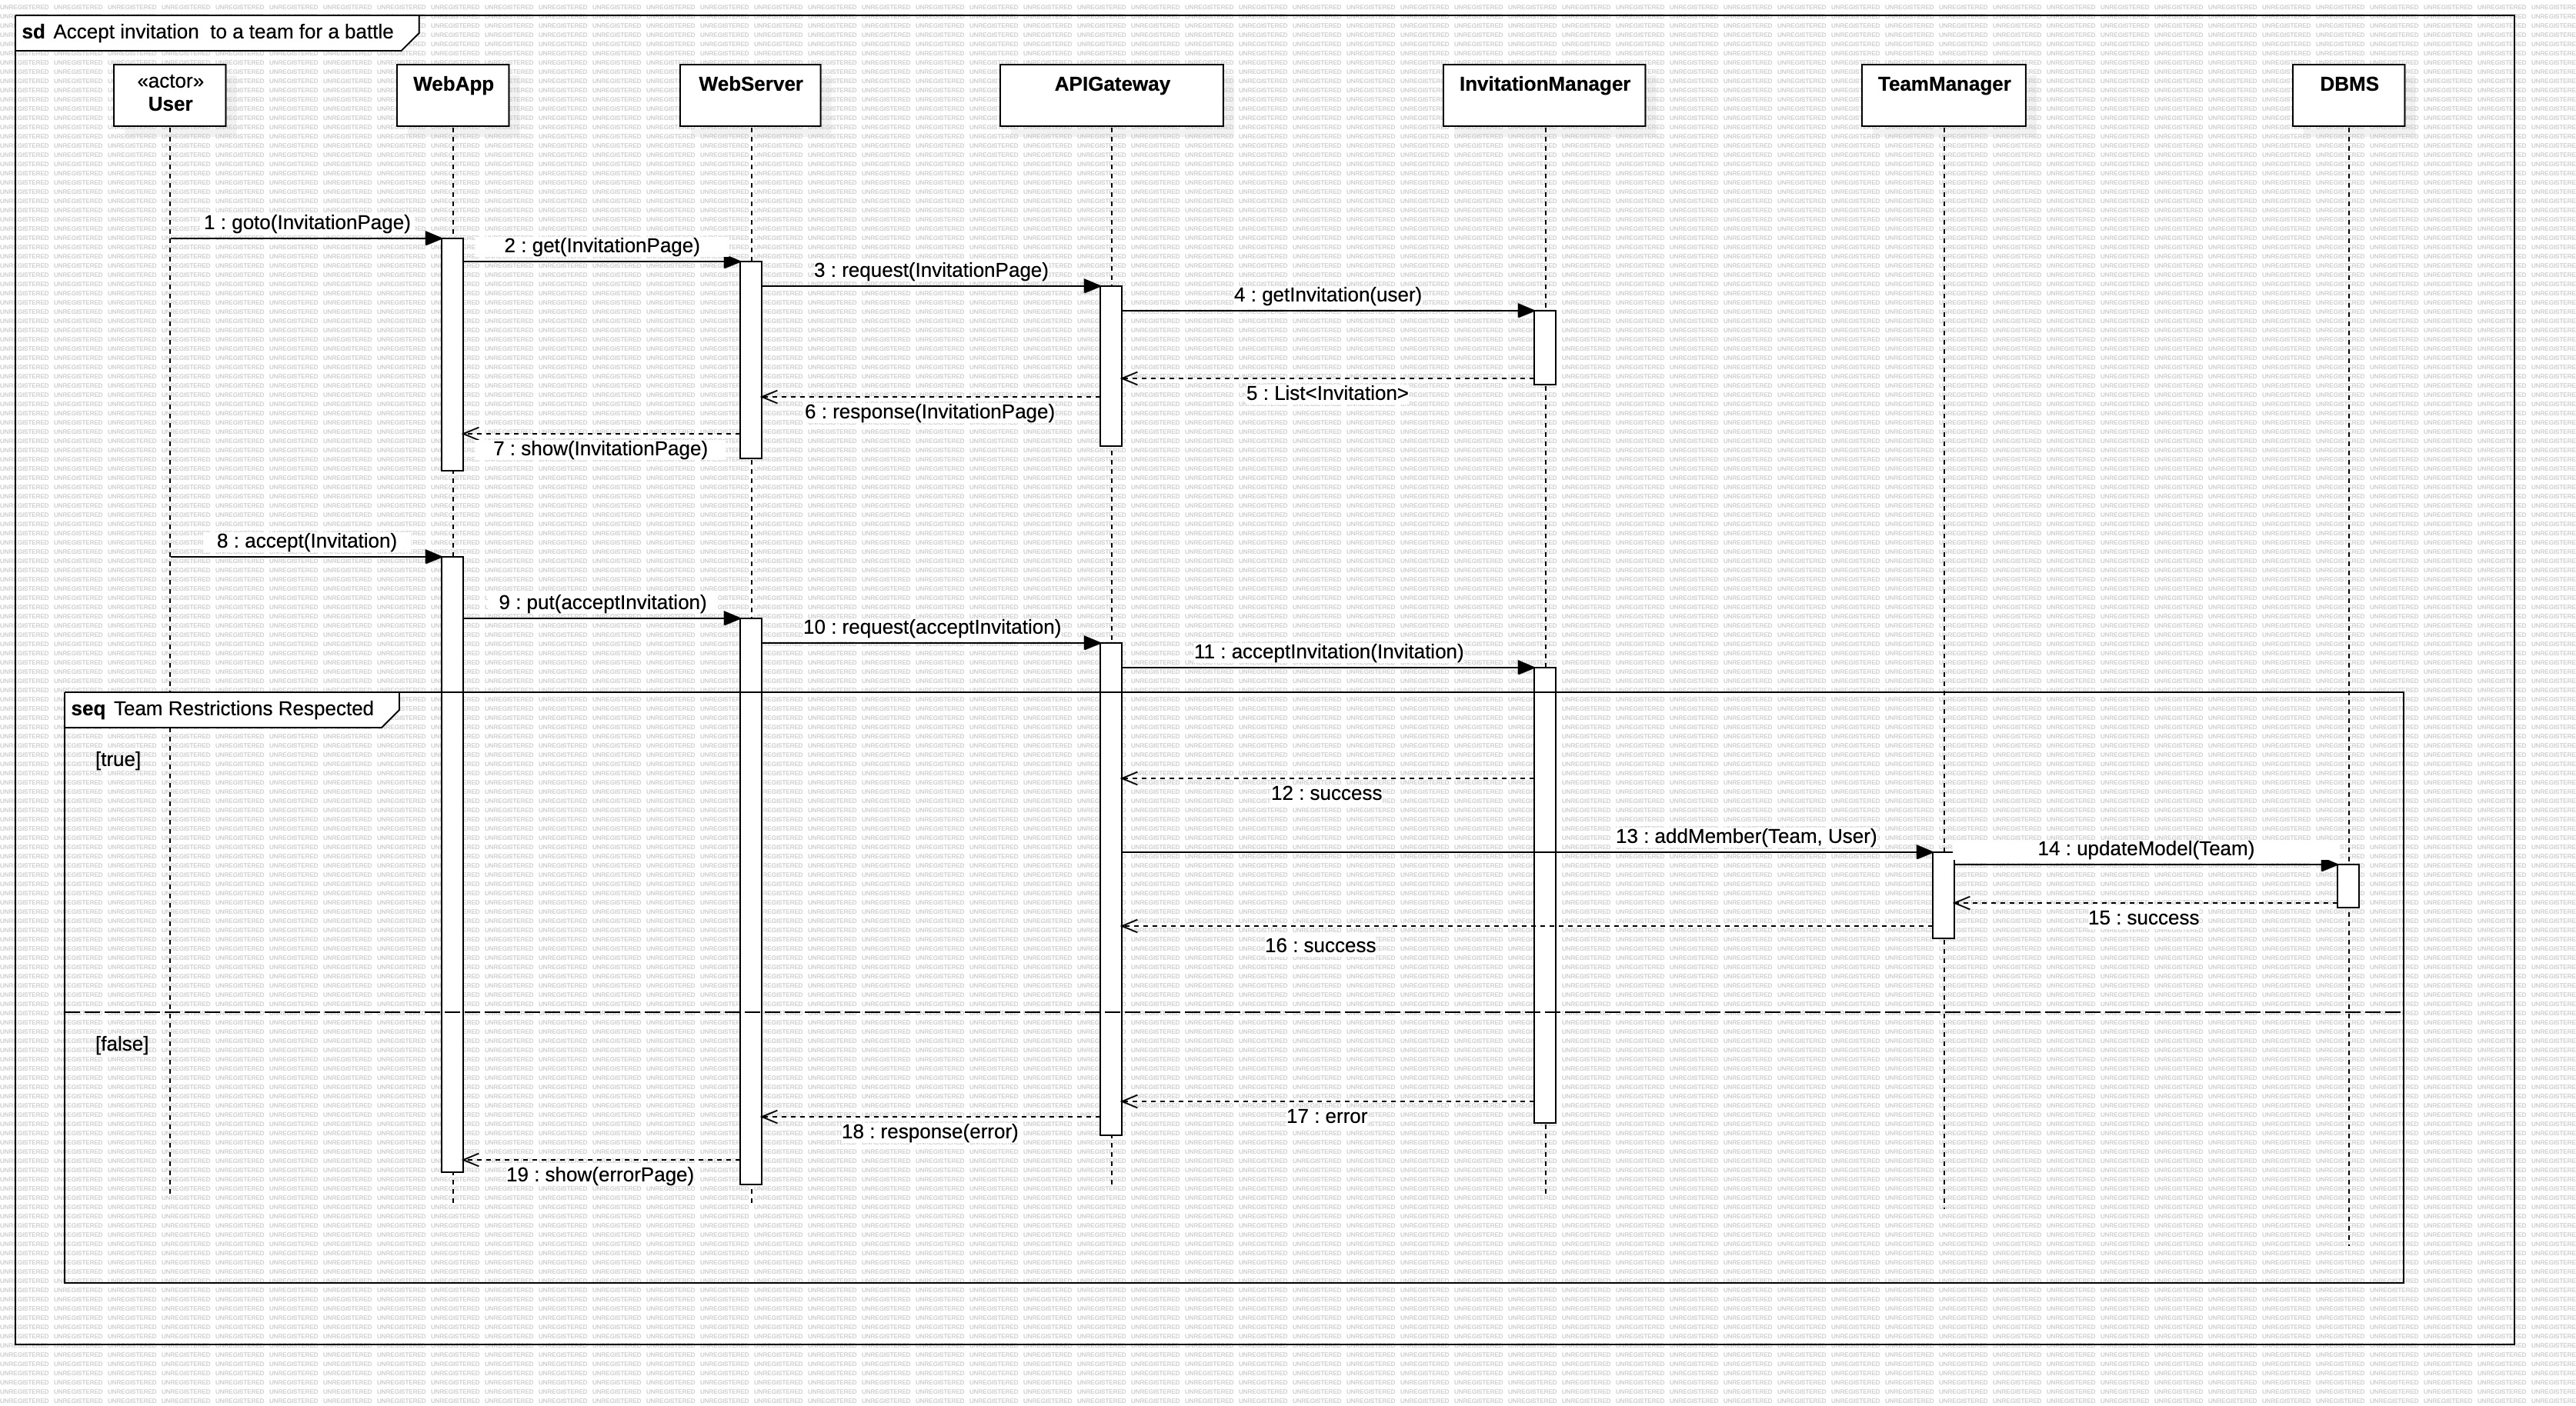 sd Accept invitation  to a team for a battle
«actor»
User
WebApp
WebServer
APIGateway
InvitationManager
TeamManager
DBMS
1 : goto(InvitationPage)
2 : get(InvitationPage)
3 : request(InvitationPage)
4 : getInvitation(user)
5 : List<Invitation>
6 : response(InvitationPage)
7 : show(InvitationPage)
8 : accept(Invitation)
9 : put(acceptInvitation)
10 : request(acceptInvitation)
11 : acceptInvitation(Invitation)
seq Team Restrictions Respected
[true]
12 : success
13 : addMember(Team, User)
14 : updateModel(Team)
15 : success
16 : success
[false]
17 : error
18 : response(error)
19 : show(errorPage)
UNREGISTERED